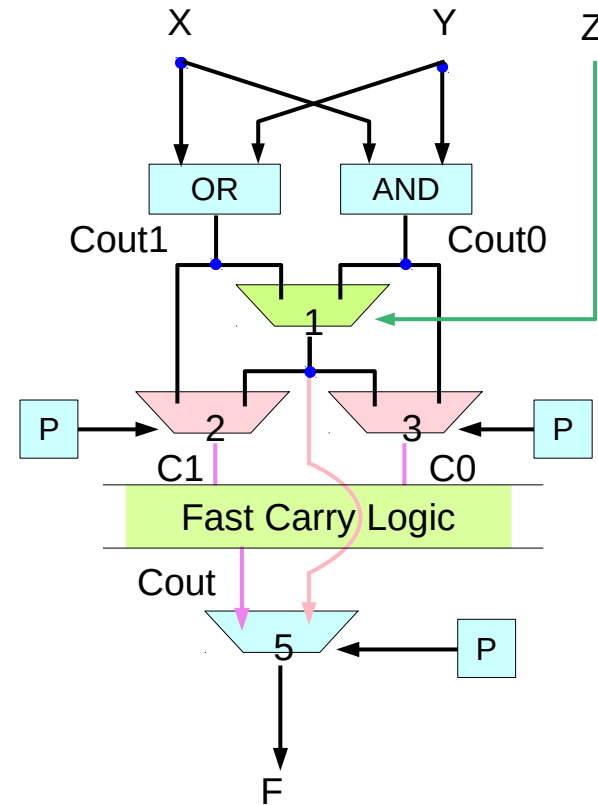 X Y Z
OR AND
Cout1 Cout0
1
P 2 3 P
C1 C0
Fast Carry Logic
Cout
5 P
F